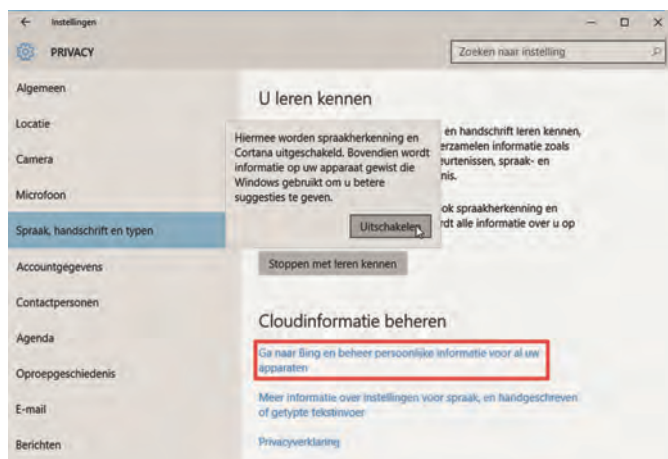 Instellingen
PRIVACY
Zoeken naar instelling
Algemeen
Locatie
Camera
Microfoon
Spraak, handschrift en typen
Accountgegevens
Contactpersonen
Agenda
Oproepgeschiedenis
E-mail
Berichten
U leren kennen
en handschrift leren kennen,
erzamelen informatie zoals
eurtenissen, spraak- en
nis.
ok spraakherkenning en
rdt alle informatie over u op
Hiermee worden spraakherkenning en
Cortana uitgeschakeld. Bovendien wordt
informatie op uw apparaat gewist die
Windows gebruikt om u betere
suggesties te geven.
Uitschakelen
Stoppen met leren kennen
Cloudinformatie beheren
Ga naar Bing en beheer persoonlijke informatie voor al uw
apparaten
Meer informatie over instellingen voor spraak, en handgeschreven
of getypte tekstinvoer
Privacyverklaring